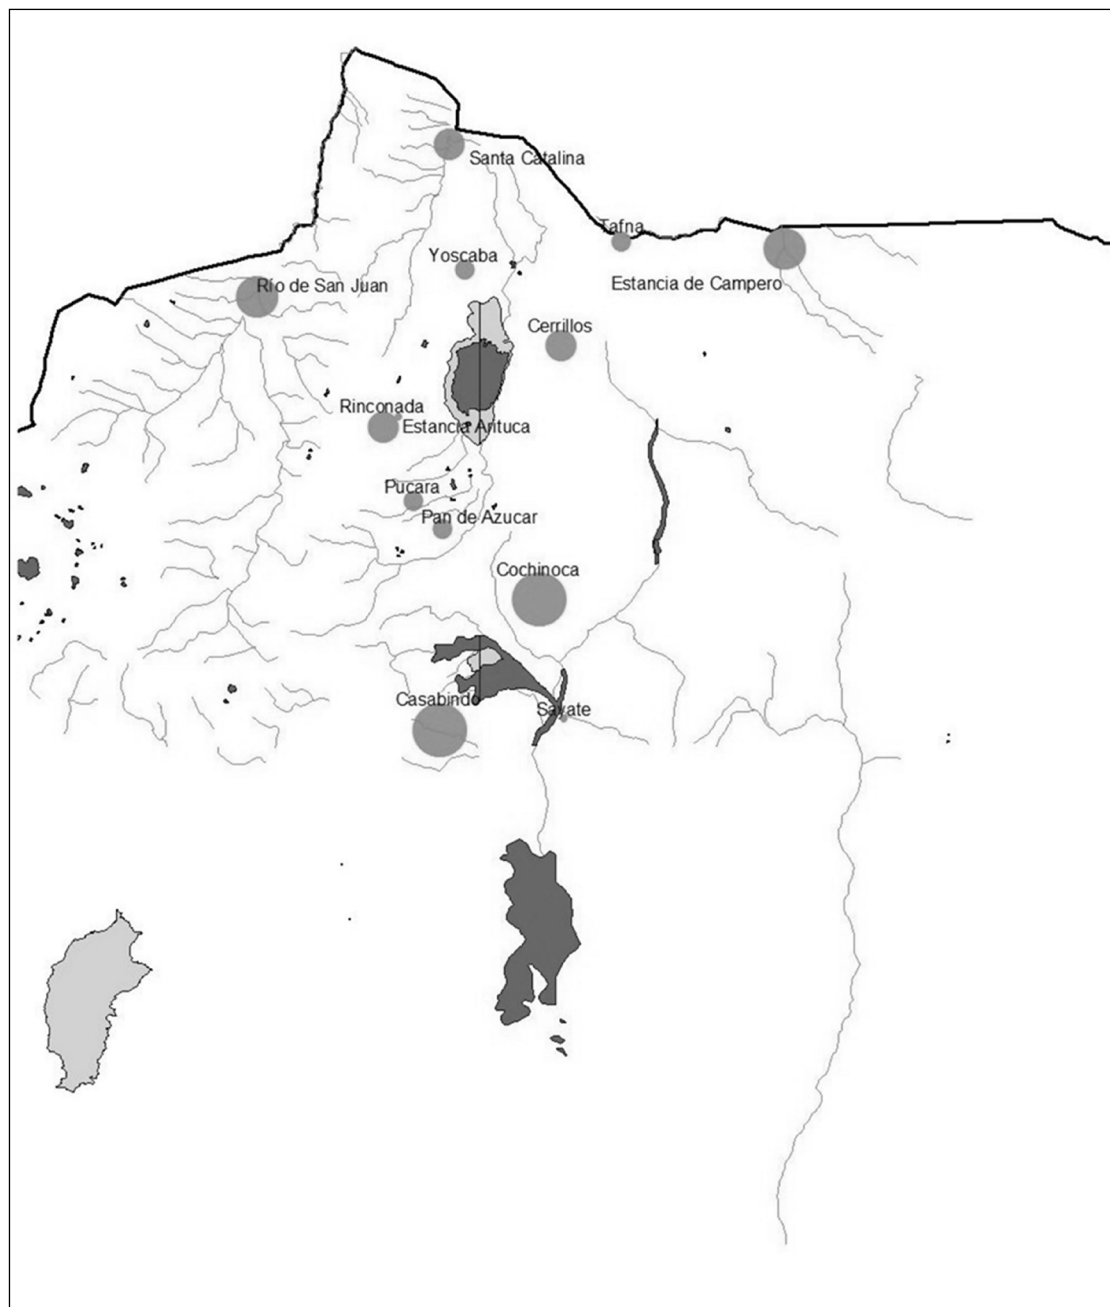 Santa Catalina
Tafna
Yoscaba
Río de San Juan
Estancia de Campero
Cerrillos
Rinconada
Estancia Arituca
Pucara
Pan de Azucar
Cochinoca
Casabindo
Sayate